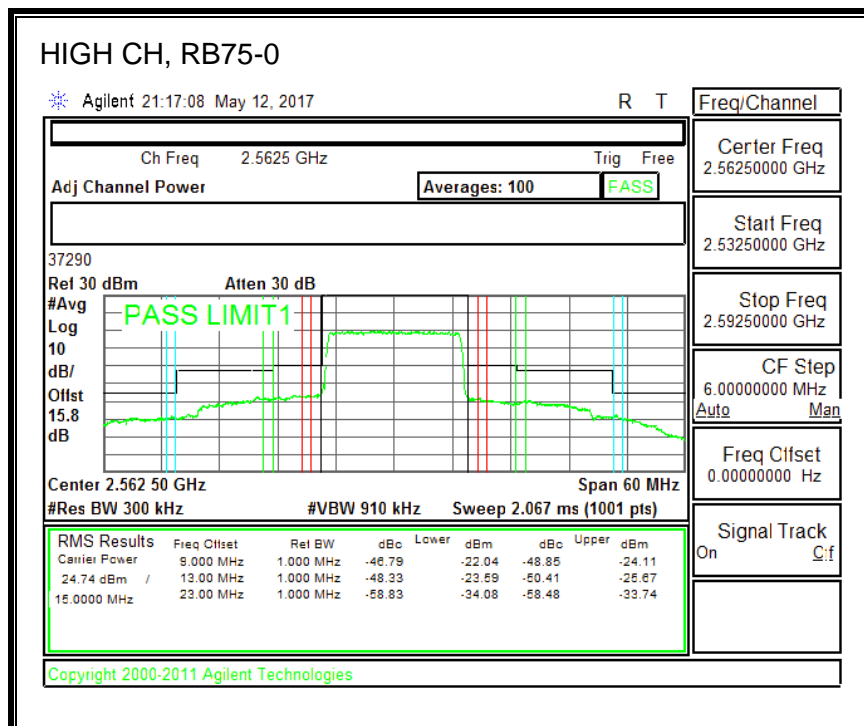 HIGH CH, RB75-0
Agilent 21:17:08 May 12, 2017 R T
Freq/Channel
Ch Freq 2.5625 GHz Trig Free
Adj Channel Power Averages: 100 PASS
37290
Ref 30 dBm Atten 30 dB
#Avg
Log
10
dB/
Offst
15.8
dB
PASS LIMIT1
Center 2.562 50 GHz Span 60 MHz
#Res BW 300 kHz #VBW 910 kHz Sweep 2.067 ms (1001 pts)
RMS Results Freq Offset Ref BW dBc Lower dBm dBc Upper dBm
Carrier Power 9.000 MHz 1.000 MHz -46.79 -22.04 -48.85 -24.11
24.74 dBm / 13.00 MHz 1.000 MHz -48.33 -23.59 -50.41 -25.67
15.0000 MHz 23.00 MHz 1.000 MHz -58.83 -34.08 -58.48 -33.74
Center Freq
2.56250000 GHz
Start Freq
2.53250000 GHz
Stop Freq
2.59250000 GHz
CF Step
6.00000000 MHz
Auto Man
Freq Offset
0.00000000 Hz
Signal Track
On Off
Copyright 2000-2011 Agilent Technologies